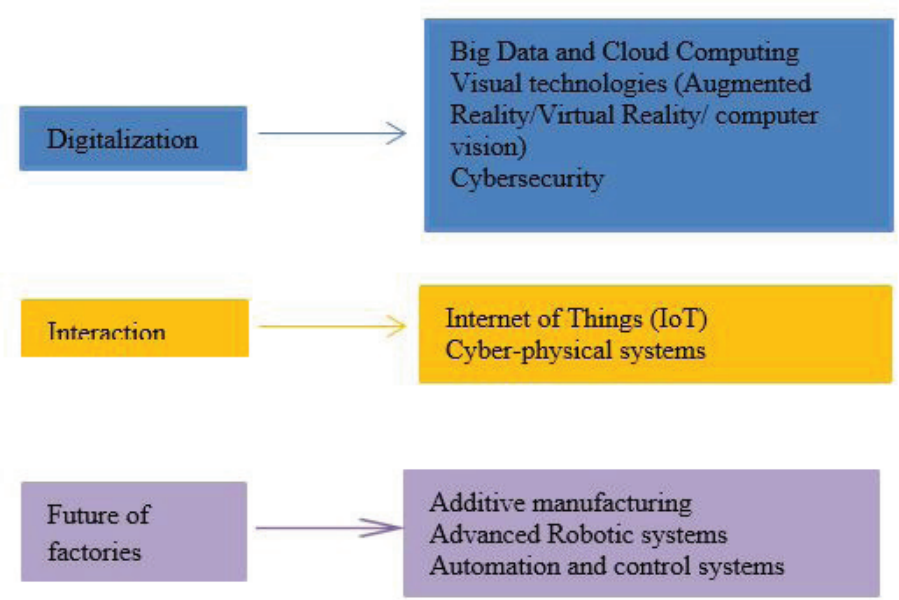 Digitalization
Big Data and Cloud Computing
Visual technologies (Augmented
Reality/Virtual Reality/ computer
vision)
Cybersecurity
Interaction
Internet of Things (IoT)
Cyber-physical systems
Future of
factories
Additive manufacturing
Advanced Robotic systems
Automation and control systems